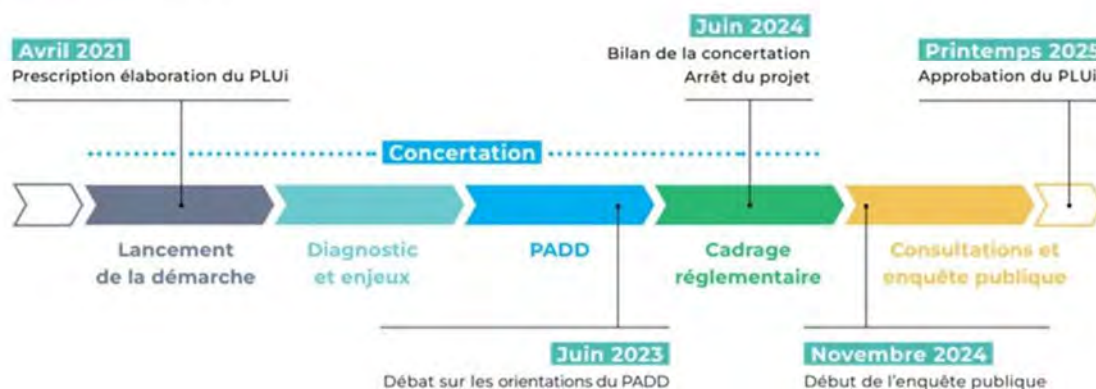 Avril 2021
Prescription élaboration du PLUi
Juin 2024
Bilan de la concertation
Arrêt du projet
Printemps 2025
Approbation du PLUi
Concertation
Lancement
de la démarche
Diagnostic
et enjeux
PADD
Cadrage
réglementaire
Consultations et
enquête publique
Juin 2023
Débat sur les orientations du PADD
Novembre 2024
Début de l'enquête publique